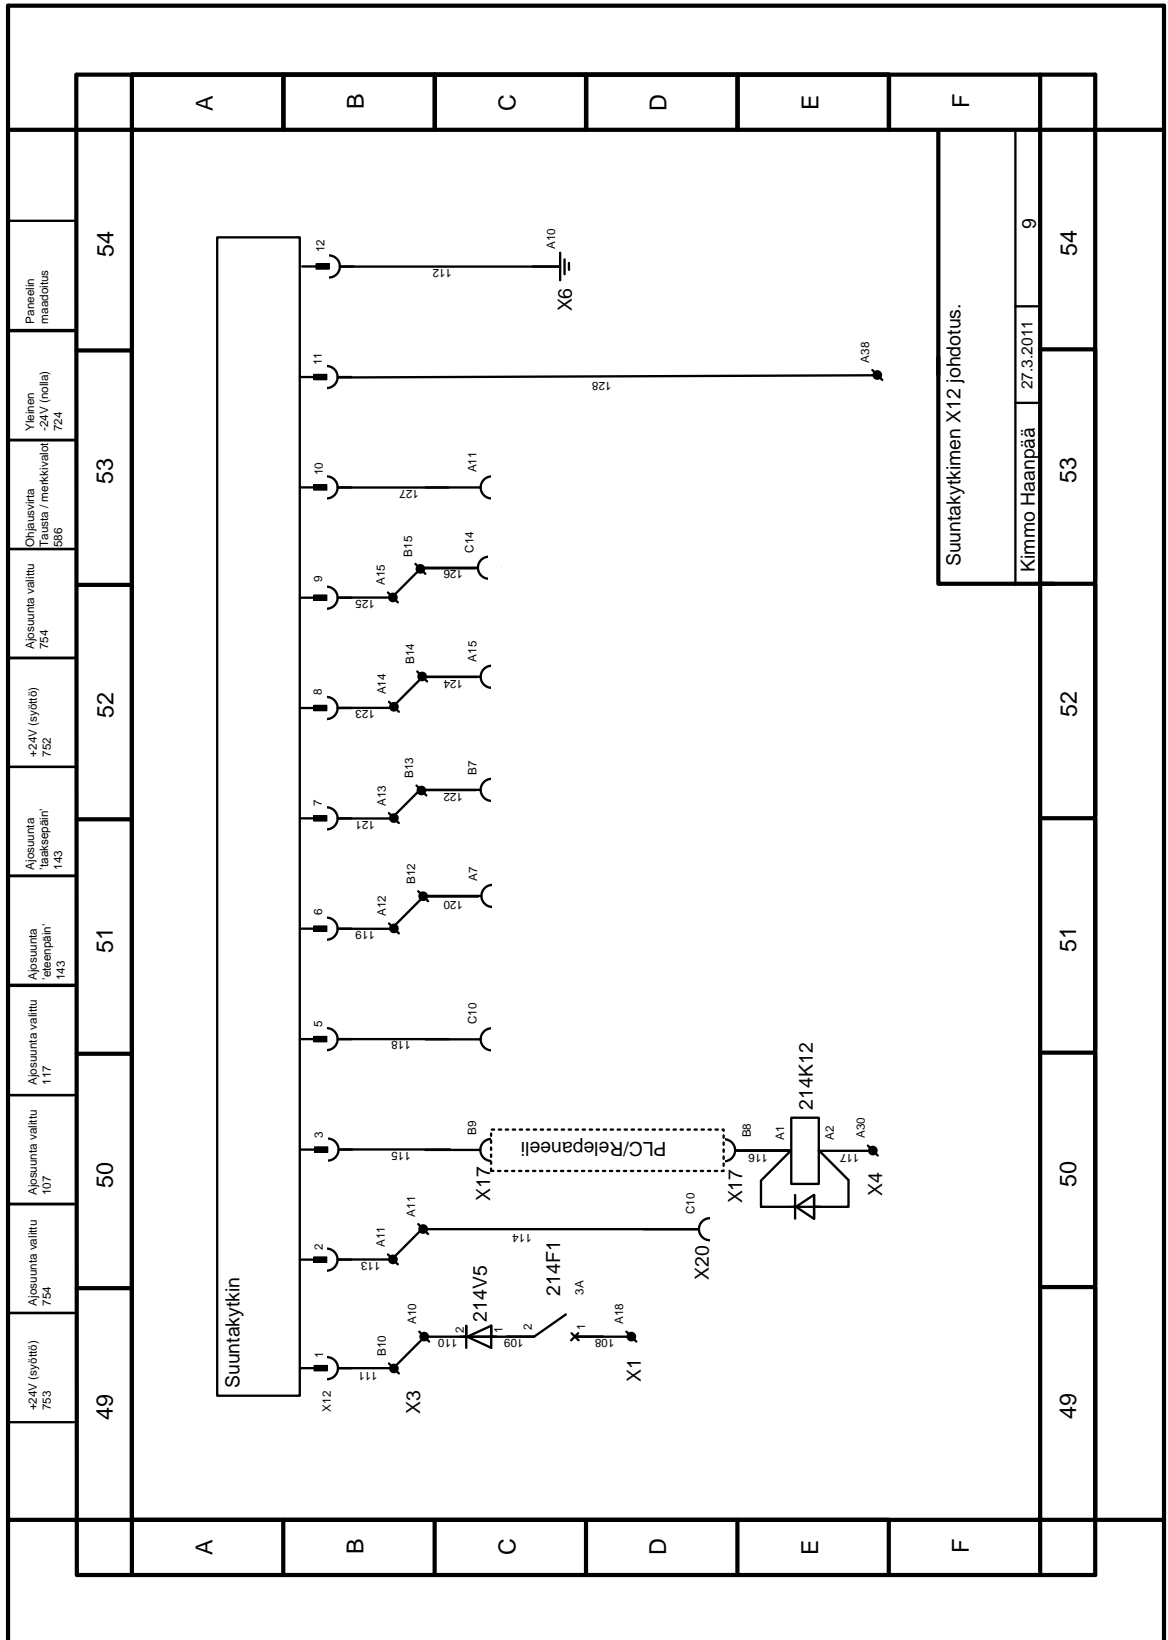 +24V (syöttö)
753
Ajosuunta valittu
754
Ajosuunta valittu
107
Ajosuunta valittu
117
Ajosuunta
'eteenpäin'
143
Ajosuunta
'taaksepäin'
143
+24V (syöttö)
752
Ajosuunta valittu
754
Ohjausvirta
Tausta / merkkivalot
586
Yleinen
-24V (nolla)
724
Paneelin
maadoitus
49 50 51 52 53 54
A A
B B
C C
D D
E E
F F
Suuntakytkin
X12 1 2 3 5 6 7 8 9 10 11 12
111 113 115 118 119 121 123 125 127 128 112
B10 A11 A12 A13 A14 A15
X3
A10 A11 B12 B13 B14 B15
110 114 120 122 124 126
2 214V5 1
109
2 214F1
3A
1
108
A18
X1
C10
X20
B9
X17
PLC/Relepaneeli
B8
X17
116
A1
214K12
A2
117
A30
X4
C10 A7 B7 A15 C14 A11
A38
A10
X6
Suuntakytkimen X12 johdotus.
Kimmo Haanpää 27.3.2011 9
49 50 51 52 53 54